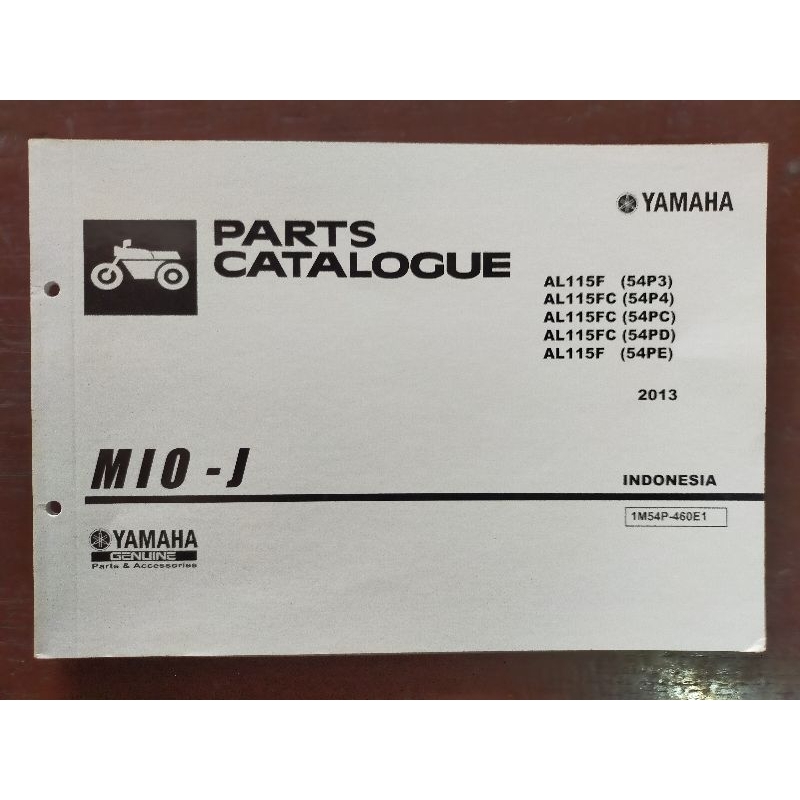 YAMAHA
PARTS
CATALOGUE
AL115F (54P3)
AL115FC (54P4)
AL115FC (54PC)
AL115FC (54PD)
AL115F (54PE)
2013
MIO-J
INDONESIA
1M54P-460E1
YAMAHA
GENUINE
Parts & Accessories